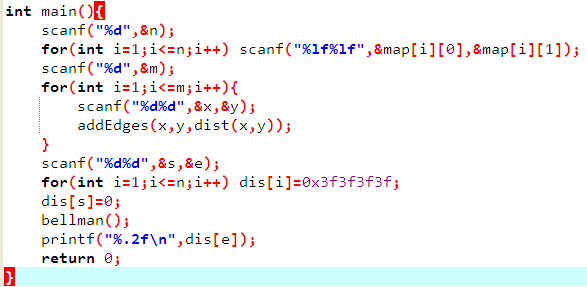 int main(){
scanf("%d",&n);
for(int i=1;i<=n;i++) scanf("%lf%lf",&map[i][0],&map[i][1]);
scanf("%d",&m);
for(int i=1;i<=m;i++){
scanf("%d%d",&x,&y);
addEdges(x,y,dist(x,y));
}
scanf("%d%d",&s,&e);
for(int i=1;i<=n;i++) dis[i]=0x3f3f3f3f;
dis[s]=0;
bellman();
printf("%.2f\n",dis[e]);
return 0;
}